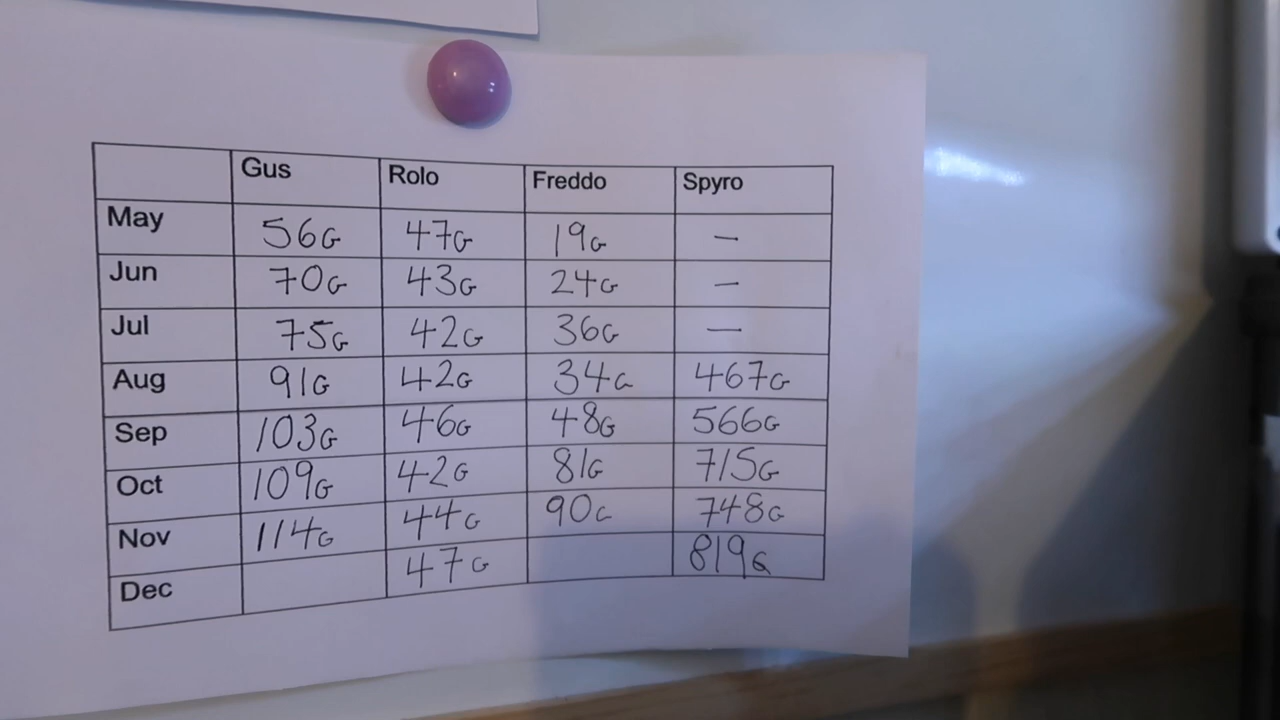 Gus Rolo Freddo Spyro
May 56G 47G 19G —
Jun 70G 43G 24G —
Jul 75G 42G 36G —
Aug 91G 42G 34G 467G
Sep 103G 46G 48G 566G
Oct 109G 42G 81G 715G
Nov 114G 44G 90G 748G
Dec 47G 819G